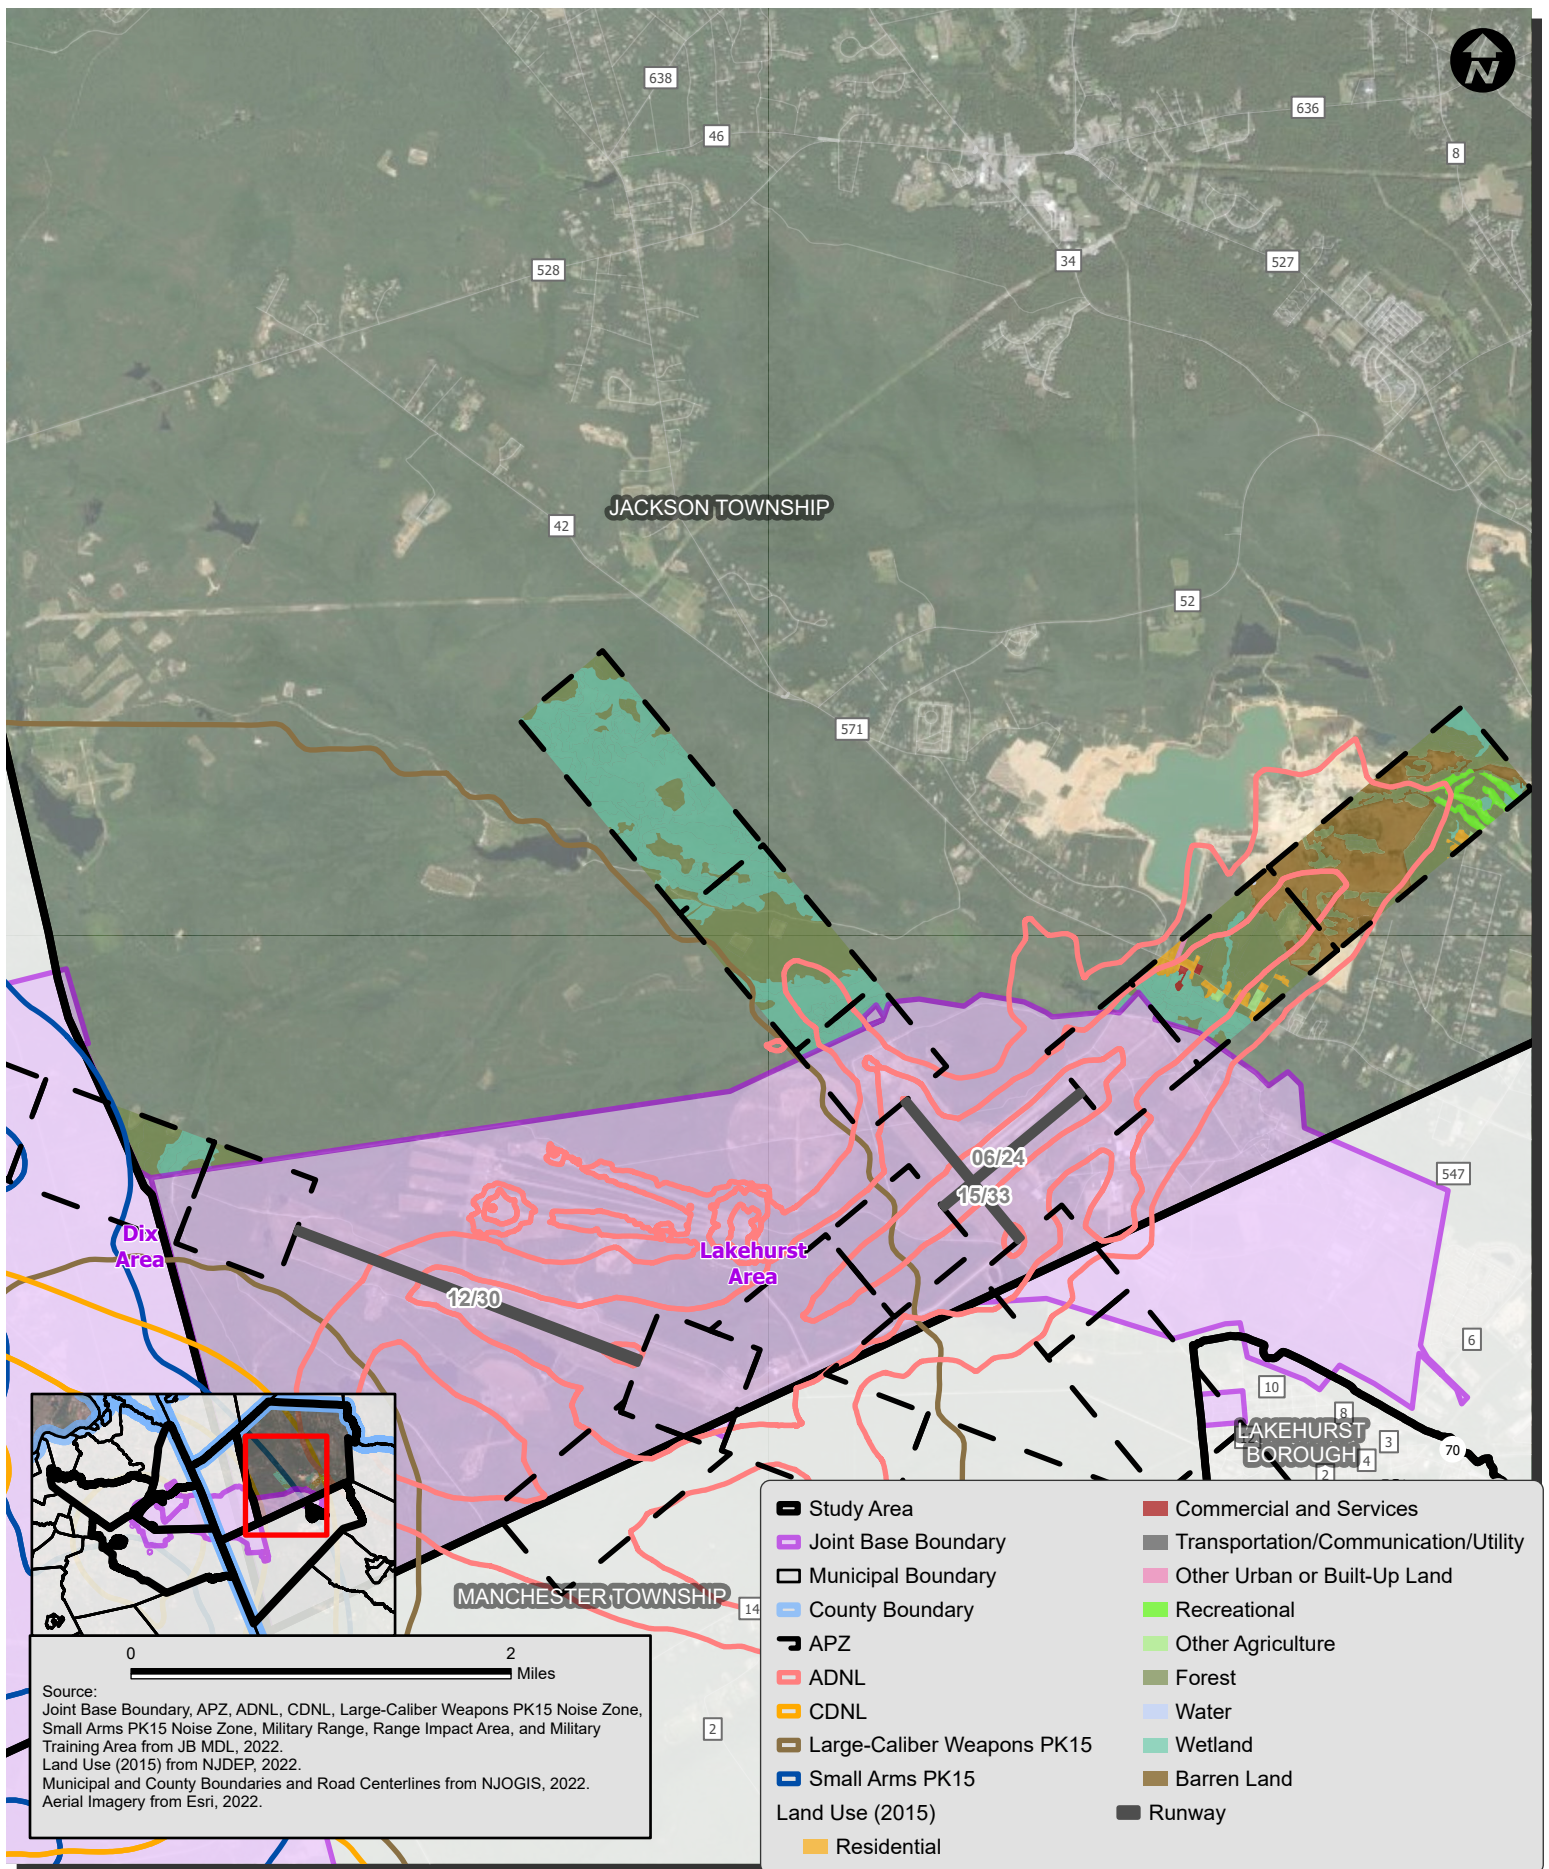 N
638
636
46
8
34
527
528
JACKSON TOWNSHIP
42
52
571
06/24
15/33
547
Dix
Area
Lakehurst
Area
12/30
6
10
8
LAKEHURST
BOROUGH
3
4
2
70
MANCHESTER TOWNSHIP
14
2
0 2
Miles
Source:
Joint Base Boundary, APZ, ADNL, CDNL, Large-Caliber Weapons PK15 Noise Zone,
Small Arms PK15 Noise Zone, Military Range, Range Impact Area, and Military
Training Area from JB MDL, 2022.
Land Use (2015) from NJDEP, 2022.
Municipal and County Boundaries and Road Centerlines from NJOGIS, 2022.
Aerial Imagery from Esri, 2022.
Study Area
Joint Base Boundary
Municipal Boundary
County Boundary
APZ
ADNL
CDNL
Large-Caliber Weapons PK15
Small Arms PK15
Land Use (2015)
Residential
Commercial and Services
Transportation/Communication/Utility
Other Urban or Built-Up Land
Recreational
Other Agriculture
Forest
Water
Wetland
Barren Land
Runway